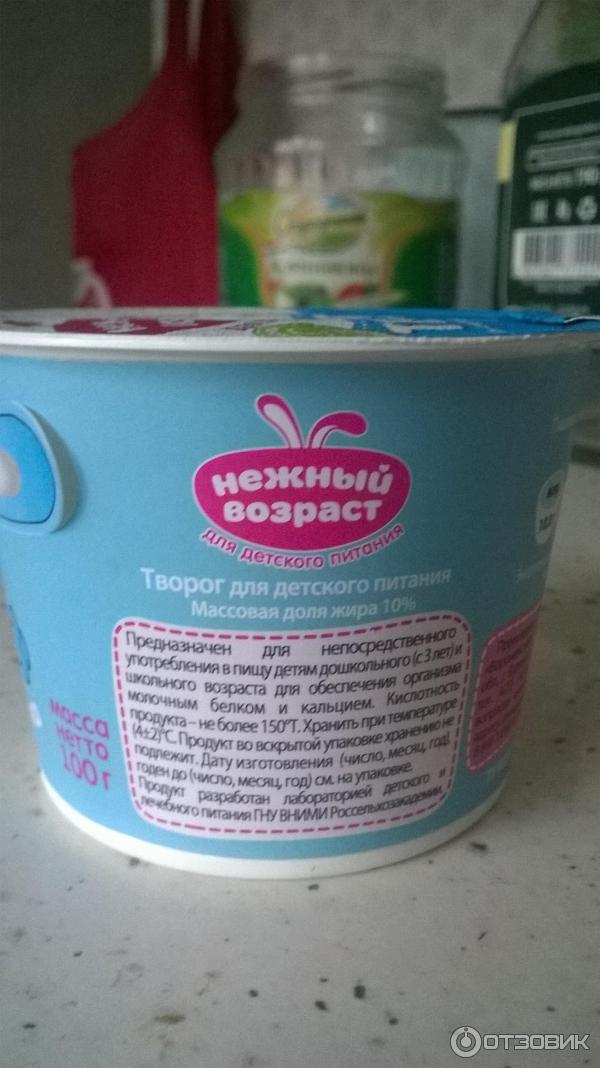 нежный
возраст
для детского питания
Творог для детского питания
Массовая доля жира 10%
Предназначен для непосредственного
употребления в пищу детям дошкольного (с 3 лет) и
школьного возраста для обеспечения организма
молочным белком и кальцием. Кислотность
продукта – не более 150°Т. Хранить при температуре
(4±2)°С. Продукт во вскрытой упаковке хранению не
подлежит. Дату изготовления (число, месяц, год),
годен до (число, месяц, год) см. на упаковке.
Продукт разработан лабораторией детского и
лечебного питания ГНУ ВНИМИ Россельхозакадемии.
масса
нетто
100 г
ОТЗОВИК